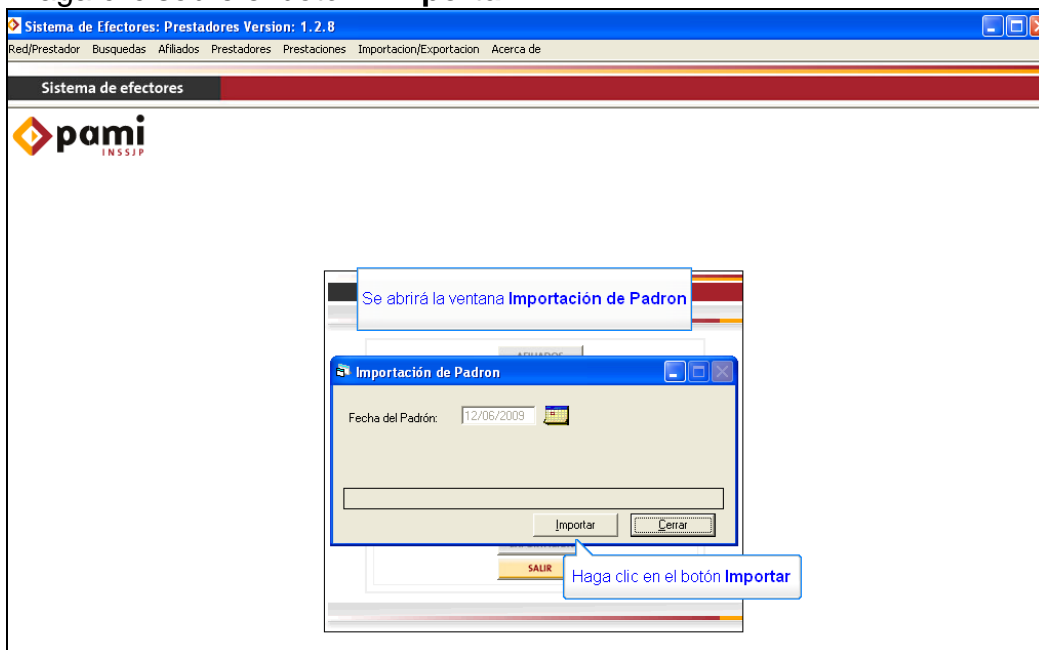 Sistema de Efectores: Prestadores Version: 1.2.8
Red/Prestador Busquedas Afiliados Prestadores Prestaciones Importacion/Exportacion Acerca de
Sistema de efectores
pami
INSSJP
Se abrirá la ventana Importación de Padron
Importación de Padron
Fecha del Padrón: 12/06/2009
Importar Cerrar
SALIR
Haga clic en el botón Importar